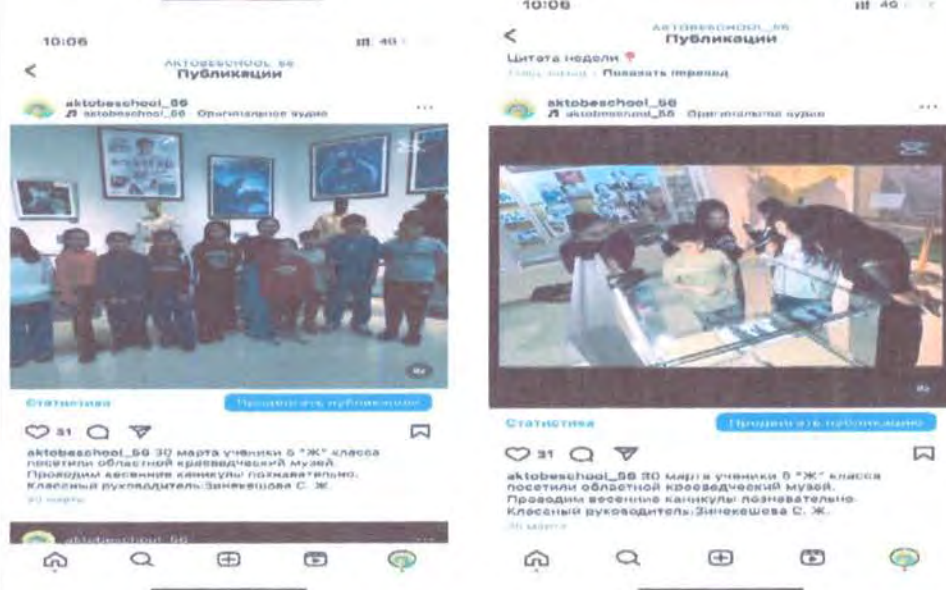 10:06
4G
AKTOBESCHOOL_56
Публикации
aktobeschool_56
aktobeschool_56 Оригинальное аудио
Статистика
Продвигать публикацию
31
aktobeschool_56 30 марта ученики 5 "Ж" класса
посетили областной краеведческий музей.
Проводим весенние каникулы познавательно.
Классный руководитель:Зинекешова С. Ж.
30 марта
aktobeschool_56
10:06
4G
AKTOBESCHOOL_56
Публикации
Цитата недели
Показать перевод
aktobeschool_56
aktobeschool_56 Оригинальное аудио
Статистика
Продвигать публикацию
31
aktobeschool_56 30 марта ученики 5 "Ж" класса
посетили областной краеведческий музей.
Проводим весенние каникулы познавательно.
Классный руководитель:Зинекешова С. Ж.
30 марта